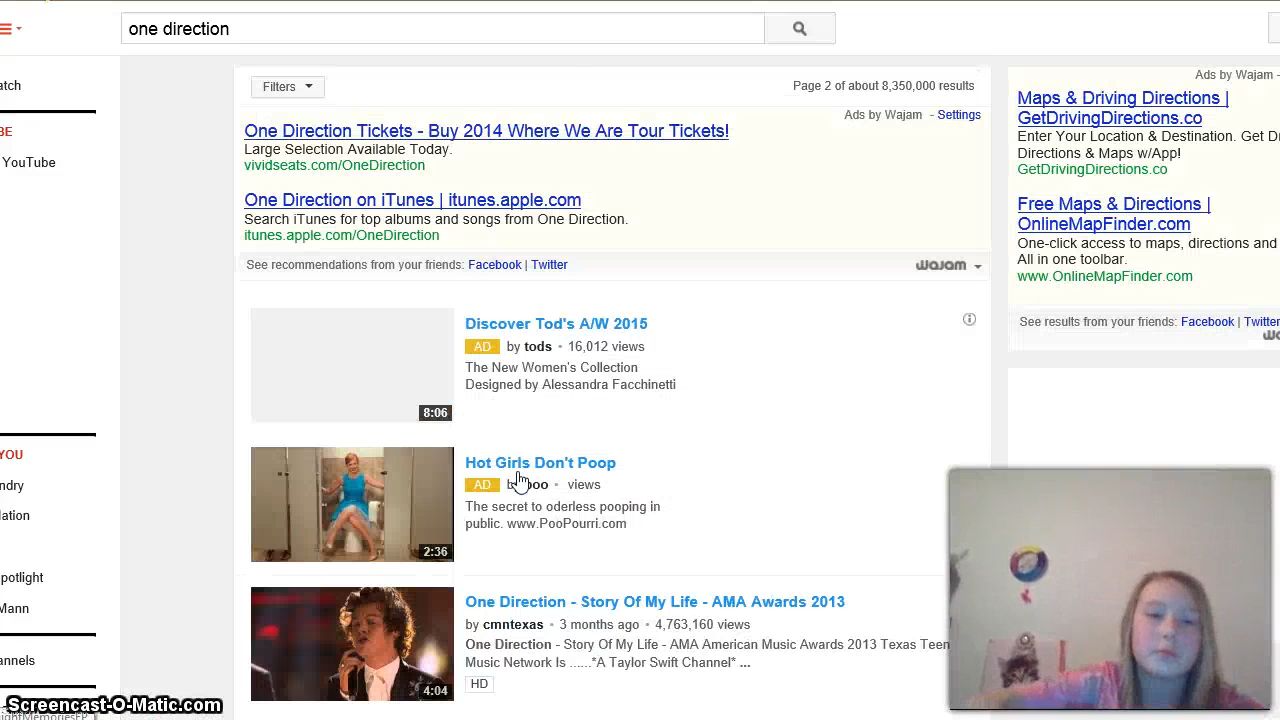 one direction
Filters
Page 2 of about 8,350,000 results
Ads by Wajam - Settings
One Direction Tickets - Buy 2014 Where We Are Tour Tickets!
Large Selection Available Today.
vividseats.com/OneDirection
One Direction on iTunes | itunes.apple.com
Search iTunes for top albums and songs from One Direction.
itunes.apple.com/OneDirection
See recommendations from your friends: Facebook | Twitter
wajam
Discover Tod's A/W 2015
AD by tods • 16,012 views
The New Women's Collection
Designed by Alessandra Facchinetti
8:06
Hot Girls Don't Poop
AD poo • views
The secret to oderless pooping in
public. www.PooPourri.com
2:36
One Direction - Story Of My Life - AMA Awards 2013
by cmntexas • 3 months ago • 4,763,160 views
One Direction - Story Of My Life - AMA American Music Awards 2013 Texas Teen
Music Network Is ......*A Taylor Swift Channel* ...
HD
4:04
Ads by Wajam -
Maps & Driving Directions |
GetDrivingDirections.co
Enter Your Location & Destination. Get D
Directions & Maps w/App!
GetDrivingDirections.co
Free Maps & Directions |
OnlineMapFinder.com
One-click access to maps, directions and
All in one toolbar.
www.OnlineMapFinder.com
See results from your friends: Facebook | Twitter
atch
BE
YouTube
YOU
ndry
lation
potlight
Mann
annels
Screencast-O-Matic.com